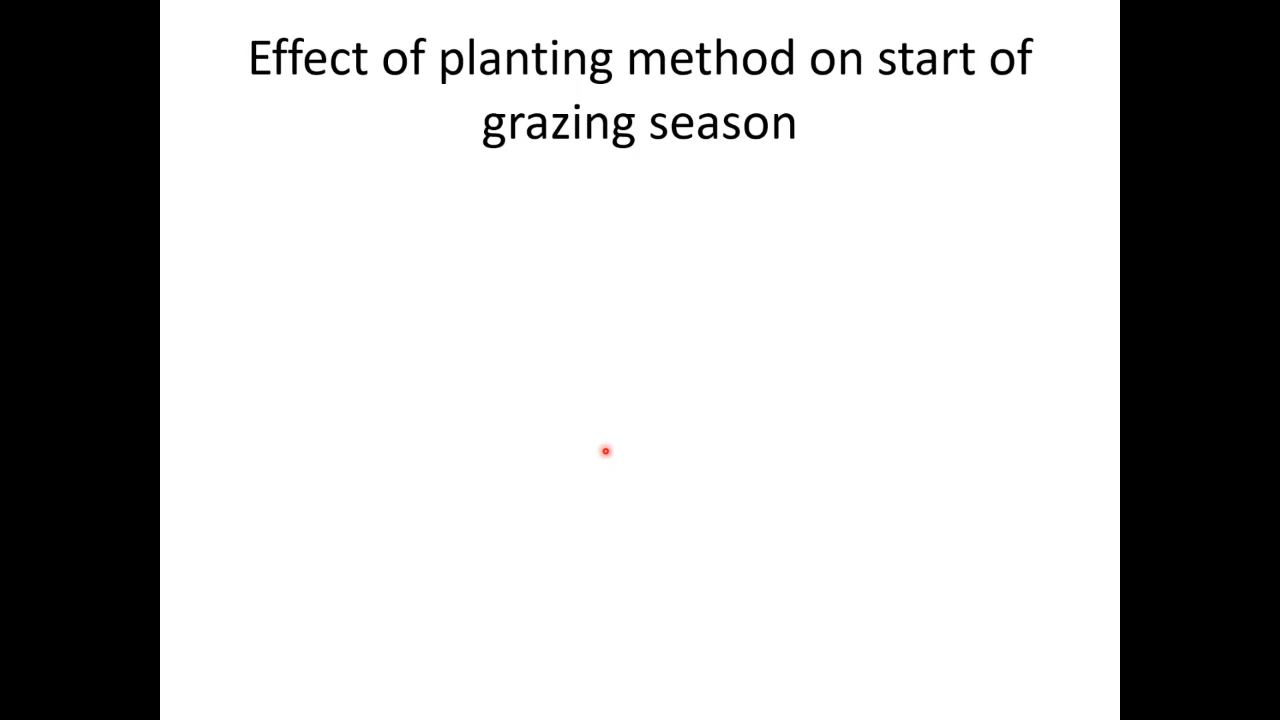 Effect of planting method on start of
grazing season